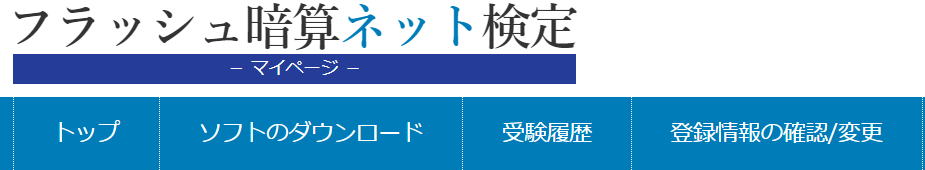 フラッシュ暗算ネット検定
− マイページ −
トップ ソフトのダウンロード 受験履歴 登録情報の確認/変更